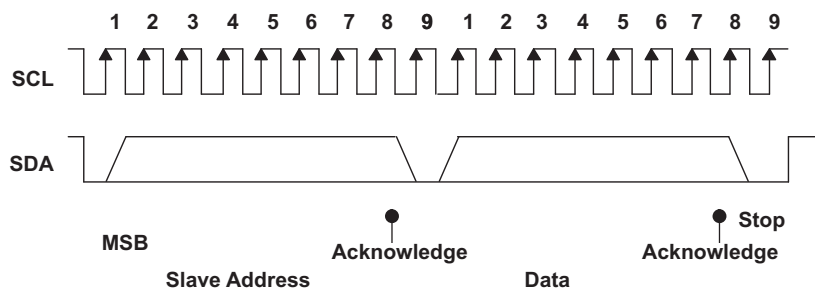 1 2 3 4 5 6 7 8 9 1 2 3 4 5 6 7 8 9
SCL
SDA
Stop
MSB
Acknowledge Acknowledge
Slave Address Data